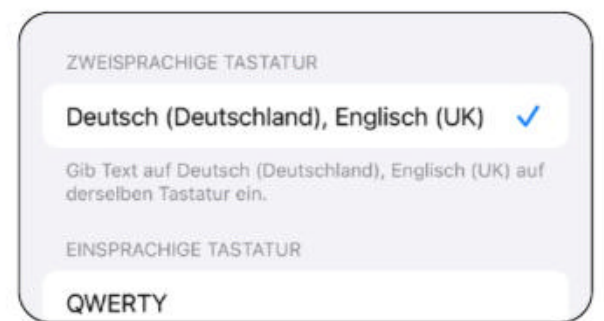 ZWEISPRACHIGE TASTATUR
Deutsch (Deutschland), Englisch (UK)
Gib Text auf Deutsch (Deutschland), Englisch (UK) auf
derselben Tastatur ein.
EINSPRACHIGE TASTATUR
QWERTY